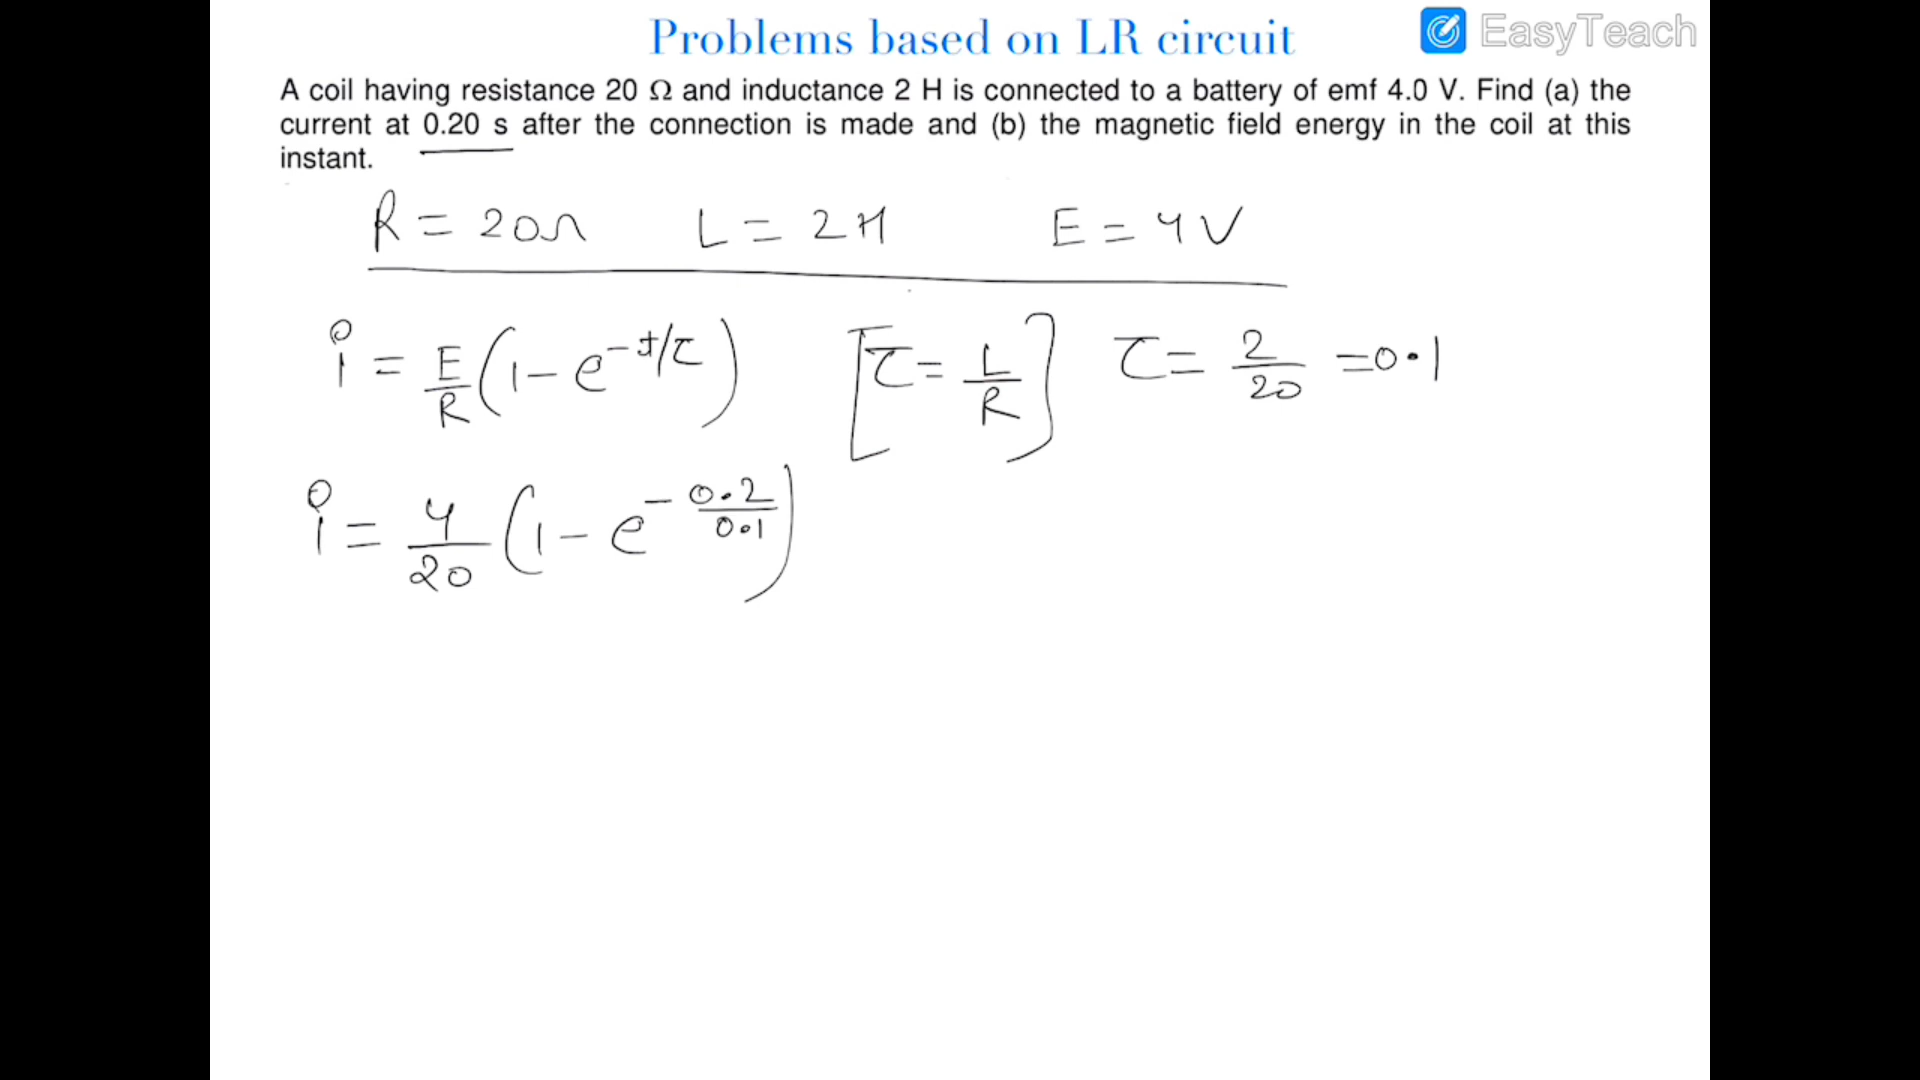 Problems based on LR circuit
EasyTeach
A coil having resistance 20 Ω and inductance 2 H is connected to a battery of emf 4.0 V. Find (a) the
current at 0.20 s after the connection is made and (b) the magnetic field energy in the coil at this
instant.
R = 20Ω L = 2H E = 4V
i = E/R (1 - e^{-t/τ}) [τ = L/R] τ = 2/20 = 0.1
i = 4/20 (1 - e^{-0.2/0.1})